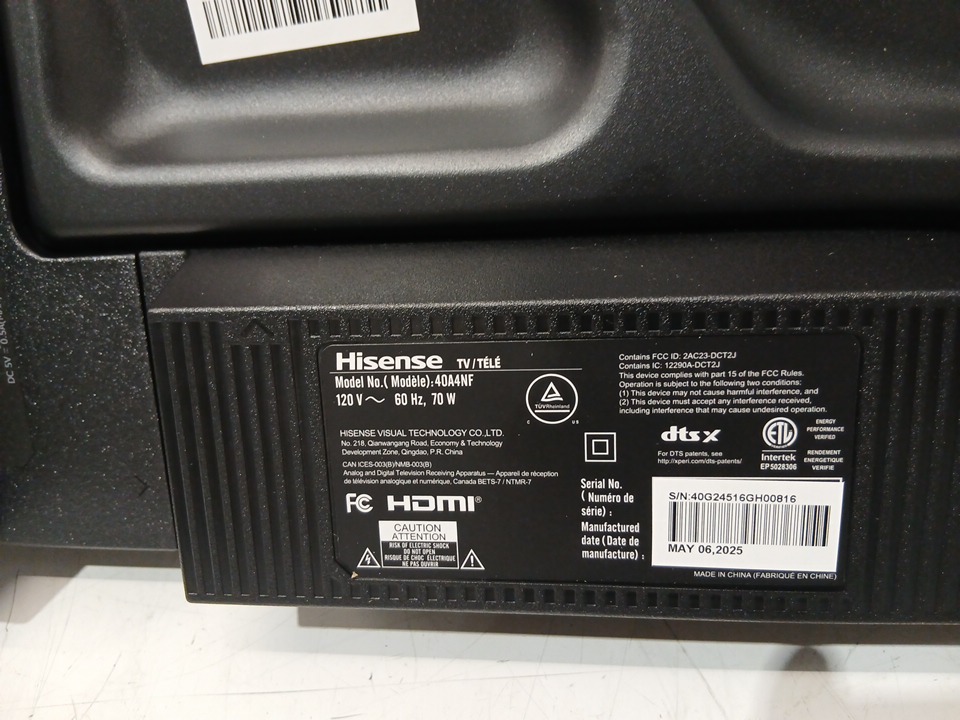 Hisense TV / TÉLÉ
Model No.( Modèle):40A4NF
120 V～ 60 Hz, 70 W
TÜVRheinland
C US
HISENSE VISUAL TECHNOLOGY CO.,LTD.
No. 218, Qianwangang Road, Economy & Technology
Development Zone, Qingdao, P.R. China
CAN ICES-003(B)/NMB-003(B)
Analog and Digital Television Receiving Apparatus — Appareil de réception
de télévision analogique et numérique, Canada BETS-7 / NTMR-7
FC HDMI®
CAUTION
ATTENTION
RISK OF ELECTRIC SHOCK
DO NOT OPEN
RISQUE DE CHOC ÉLECTRIQUE
NE PAS OUVRIR
Contains FCC ID: 2AC23-DCT2J
Contains IC: 12290A-DCT2J
This device complies with part 15 of the FCC Rules.
Operation is subject to the following two conditions:
(1) This device may not cause harmful interference, and
(2) This device must accept any interference received,
including interference that may cause undesired operation.
dts X
For DTS patents, see
http://xperi.com/dts-patents/
ETL
Intertek
EP5028306
ENERGY
PERFORMANCE
VERIFIED
RENDEMENT
ENERGETIQUE
VERIFIE
Serial No.
( Numéro de
série) :
S/N:40G24516GH00816
Manufactured
date (Date de
manufacture) :
MAY 06,2025
MADE IN CHINA (FABRIQUÉ EN CHINE)
DC 5V 0.5A